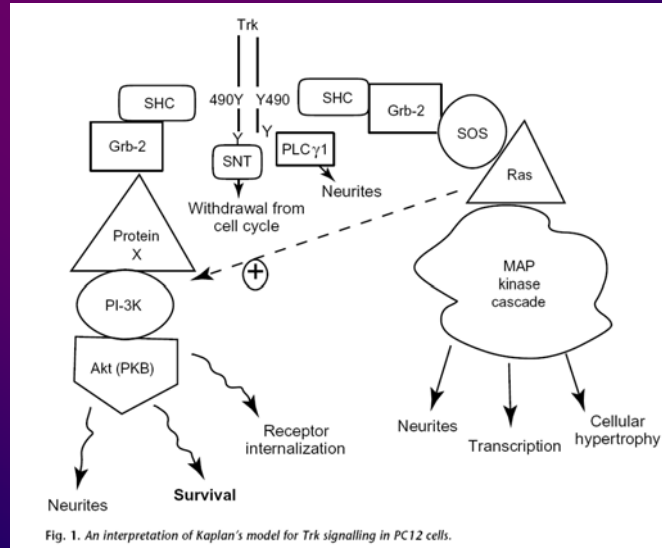 Trk
SHC
490Y Y490
SHC
Grb-2
Grb-2
SOS
Y
Y
SNT
PLCγ1
Ras
Neurites
Withdrawal from
cell cycle
Protein
X
+
MAP
kinase
cascade
PI-3K
Akt (PKB)
Receptor
internalization
Neurites
Transcription
Cellular
hypertrophy
Neurites
Survival
Fig. 1. An interpretation of Kaplan's model for Trk signalling in PC12 cells.